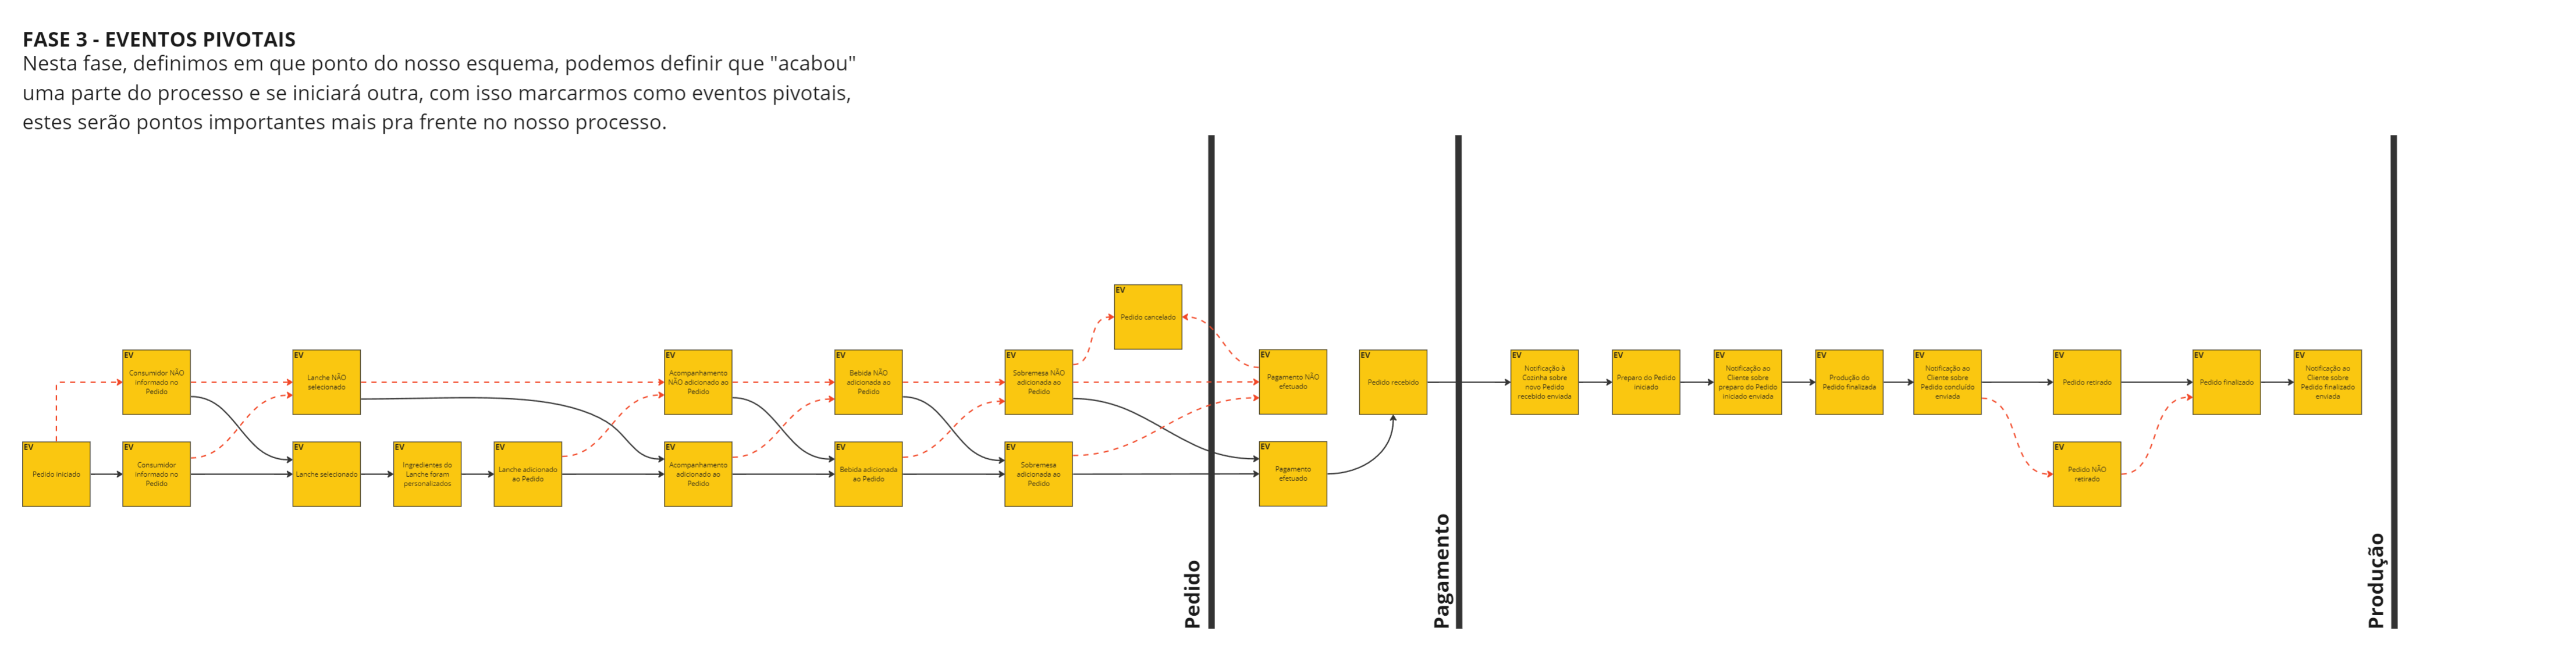 FASE 3 - EVENTOS PIVOTAIS
Nesta fase, definimos em que ponto do nosso esquema, podemos definir que "acabou"
uma parte do processo e se iniciará outra, com isso marcarmos como eventos pivotais,
estes serão pontos importantes mais pra frente no nosso processo.
EV
Pedido cancelado
EV
Consumidor NÃO
informado no
Pedido
EV
Lanche NÃO
selecionado
EV
Acompanhamento
NÃO adicionado ao
Pedido
EV
Bebida NÃO
adicionada ao
Pedido
EV
Sobremesa NÃO
adicionada ao
Pedido
EV
Pagamento NÃO
efetuado
EV
Pedido recebido
EV
Notificação à
Cozinha sobre
novo Pedido
recebido enviada
EV
Preparo do Pedido
iniciado
EV
Notificação ao
Cliente sobre
preparo do Pedido
iniciado enviada
EV
Produção do
Pedido finalizada
EV
Notificação ao
Cliente sobre
Pedido concluído
enviada
EV
Pedido retirado
EV
Pedido finalizado
EV
Notificação ao
Cliente sobre
Pedido finalizado
enviada
EV
Pedido iniciado
EV
Consumidor
informado no
Pedido
EV
Lanche selecionado
EV
Ingredientes do
Lanche foram
personalizados
EV
Lanche adicionado
ao Pedido
EV
Acompanhamento
adicionado ao
Pedido
EV
Bebida adicionada
ao Pedido
EV
Sobremesa
adicionada ao
Pedido
EV
Pagamento
efetuado
EV
Pedido NÃO
retirado
Pedido
Pagamento
Produção